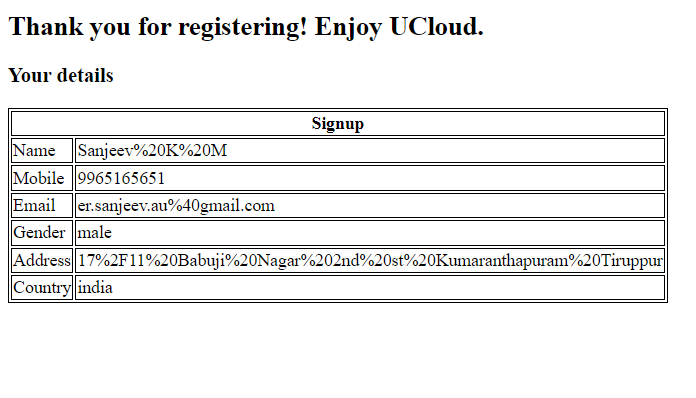 Thank you for registering! Enjoy UCloud.
Your details
Signup
Name Sanjeev%20K%20M
Mobile 9965165651
Email er.sanjeev.au%40gmail.com
Gender male
Address 17%2F11%20Babuji%20Nagar%202nd%20st%20Kumaranthapuram%20Tiruppur
Country india